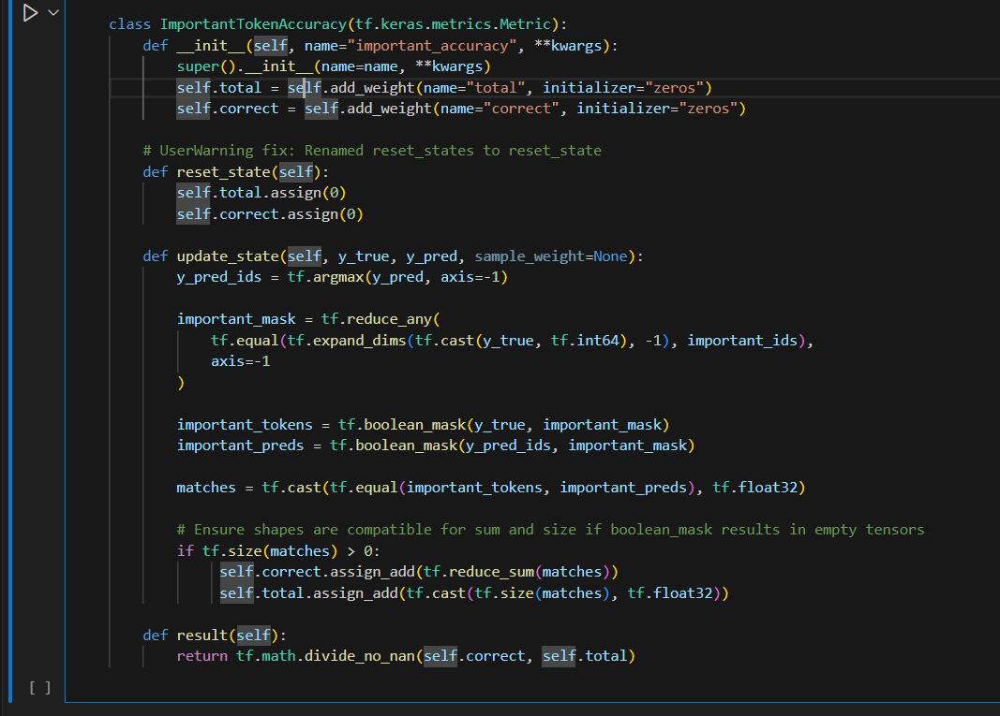 class ImportantTokenAccuracy(tf.keras.metrics.Metric):
    def __init__(self, name="important_accuracy", **kwargs):
        super().__init__(name=name, **kwargs)
        self.total = self.add_weight(name="total", initializer="zeros")
        self.correct = self.add_weight(name="correct", initializer="zeros")

    # UserWarning fix: Renamed reset_states to reset_state
    def reset_state(self):
        self.total.assign(0)
        self.correct.assign(0)

    def update_state(self, y_true, y_pred, sample_weight=None):
        y_pred_ids = tf.argmax(y_pred, axis=-1)

        important_mask = tf.reduce_any(
            tf.equal(tf.expand_dims(tf.cast(y_true, tf.int64), -1), important_ids),
            axis=-1
        )

        important_tokens = tf.boolean_mask(y_true, important_mask)
        important_preds = tf.boolean_mask(y_pred_ids, important_mask)

        matches = tf.cast(tf.equal(important_tokens, important_preds), tf.float32)

        # Ensure shapes are compatible for sum and size if boolean_mask results in empty tensors
        if tf.size(matches) > 0:
             self.correct.assign_add(tf.reduce_sum(matches))
             self.total.assign_add(tf.cast(tf.size(matches), tf.float32))

    def result(self):
        return tf.math.divide_no_nan(self.correct, self.total)
[ ]